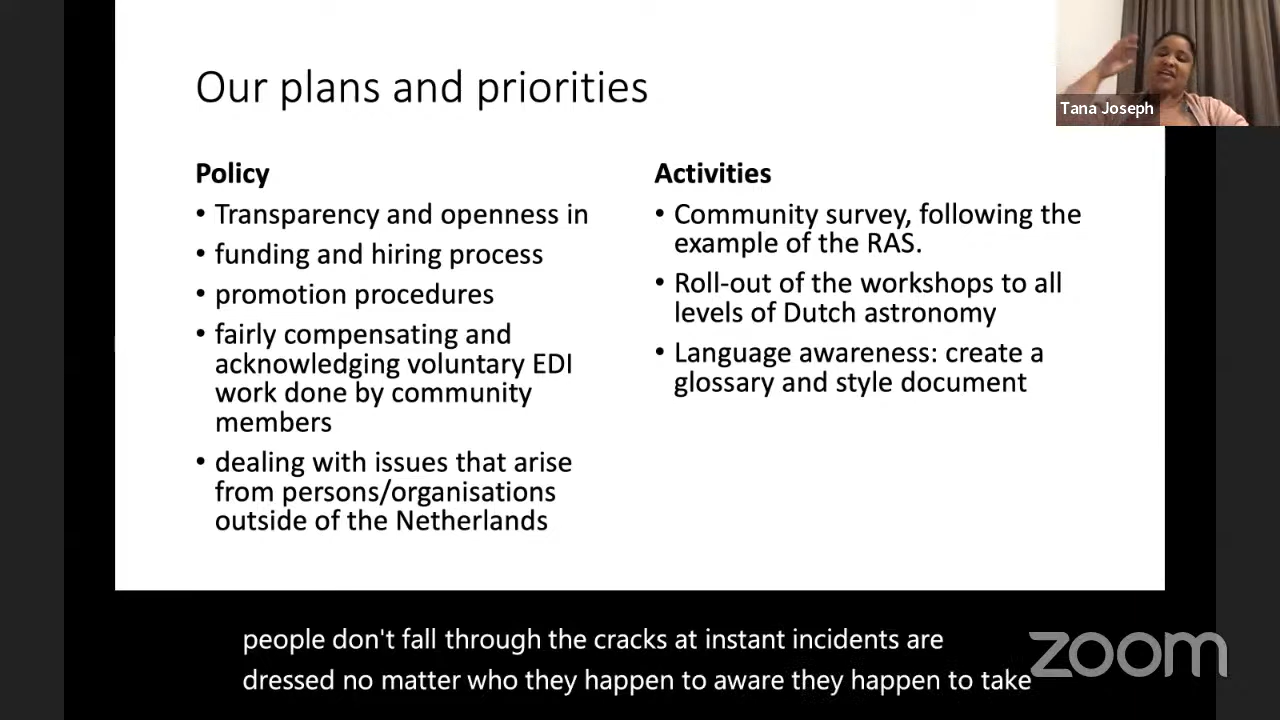 Our plans and priorities
Tana Joseph
Policy
• Transparency and openness in
• funding and hiring process
• promotion procedures
• fairly compensating and
acknowledging voluntary EDI
work done by community
members
• dealing with issues that arise
from persons/organisations
outside of the Netherlands
Activities
• Community survey, following the
example of the RAS.
• Roll-out of the workshops to all
levels of Dutch astronomy
• Language awareness: create a
glossary and style document
people don't fall through the cracks at instant incidents are
dressed no matter who they happen to aware they happen to take
zoom